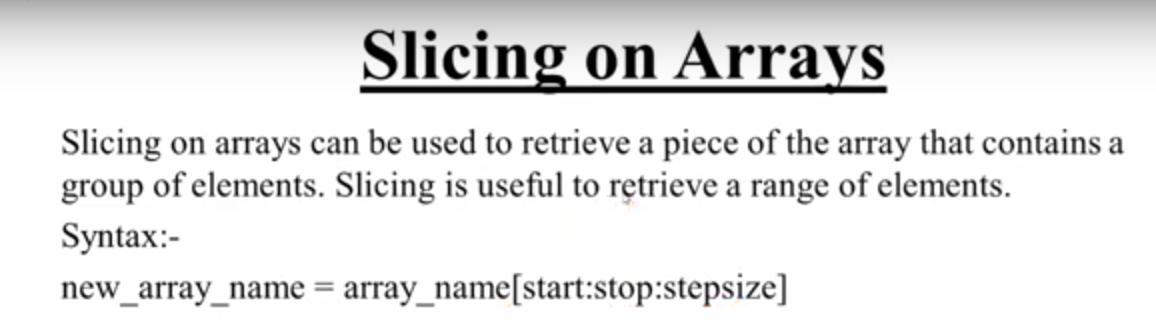 Slicing on Arrays
Slicing on arrays can be used to retrieve a piece of the array that contains a
group of elements. Slicing is useful to retrieve a range of elements.
Syntax:-
new_array_name = array_name[start:stop:stepsize]